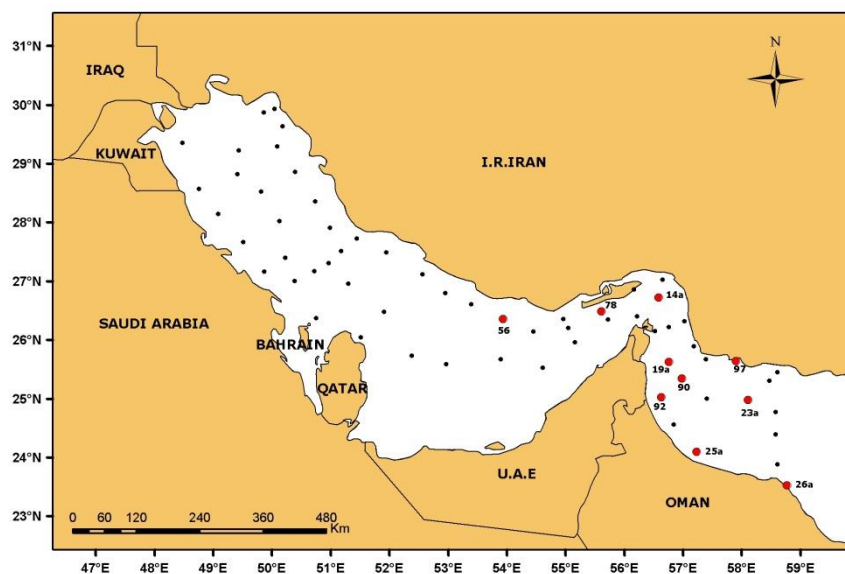 31°N
N
IRAQ
30°N
KUWAIT
29°N
I.R.IRAN
28°N
27°N
78
14a
56
SAUDI ARABIA
26°N
BAHRAIN
19a
97
90
QATAR
92
23a
25°N
25a
24°N
U.A.E
26a
OMAN
23°N
0 60 120 240 360 480
Km
47°E 48°E 49°E 50°E 51°E 52°E 53°E 54°E 55°E 56°E 57°E 58°E 59°E